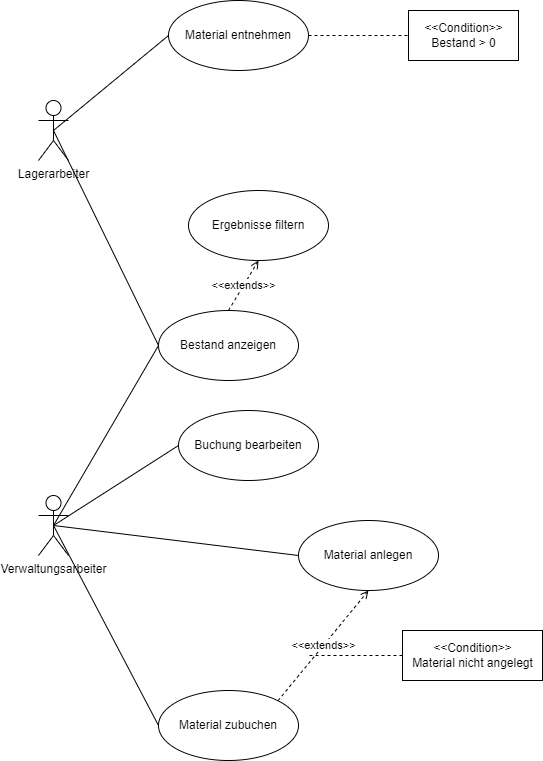 Material entnehmen
<<Condition>>
Bestand > 0
Lagerarbeiter
Ergebnisse filtern
<<extends>>
Bestand anzeigen
Buchung bearbeiten
Material anlegen
Verwaltungsarbeiter
<<extends>>
<<Condition>>
Material nicht angelegt
Material zubuchen